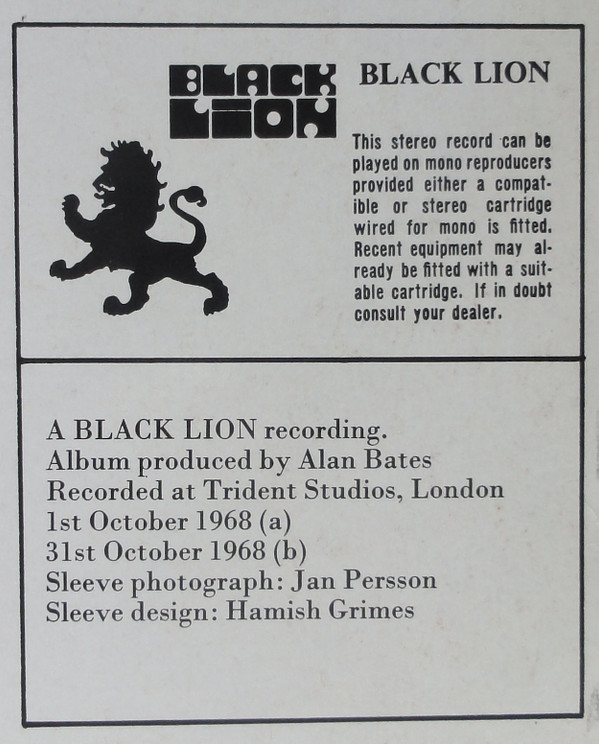 BLACK
LION
BLACK LION
This stereo record can be
played on mono reproducers
provided either a compat-
ible or stereo cartridge
wired for mono is fitted.
Recent equipment may al-
ready be fitted with a suit-
able cartridge. If in doubt
consult your dealer.
A BLACK LION recording.
Album produced by Alan Bates
Recorded at Trident Studios, London
1st October 1968 (a)
31st October 1968 (b)
Sleeve photograph: Jan Persson
Sleeve design: Hamish Grimes